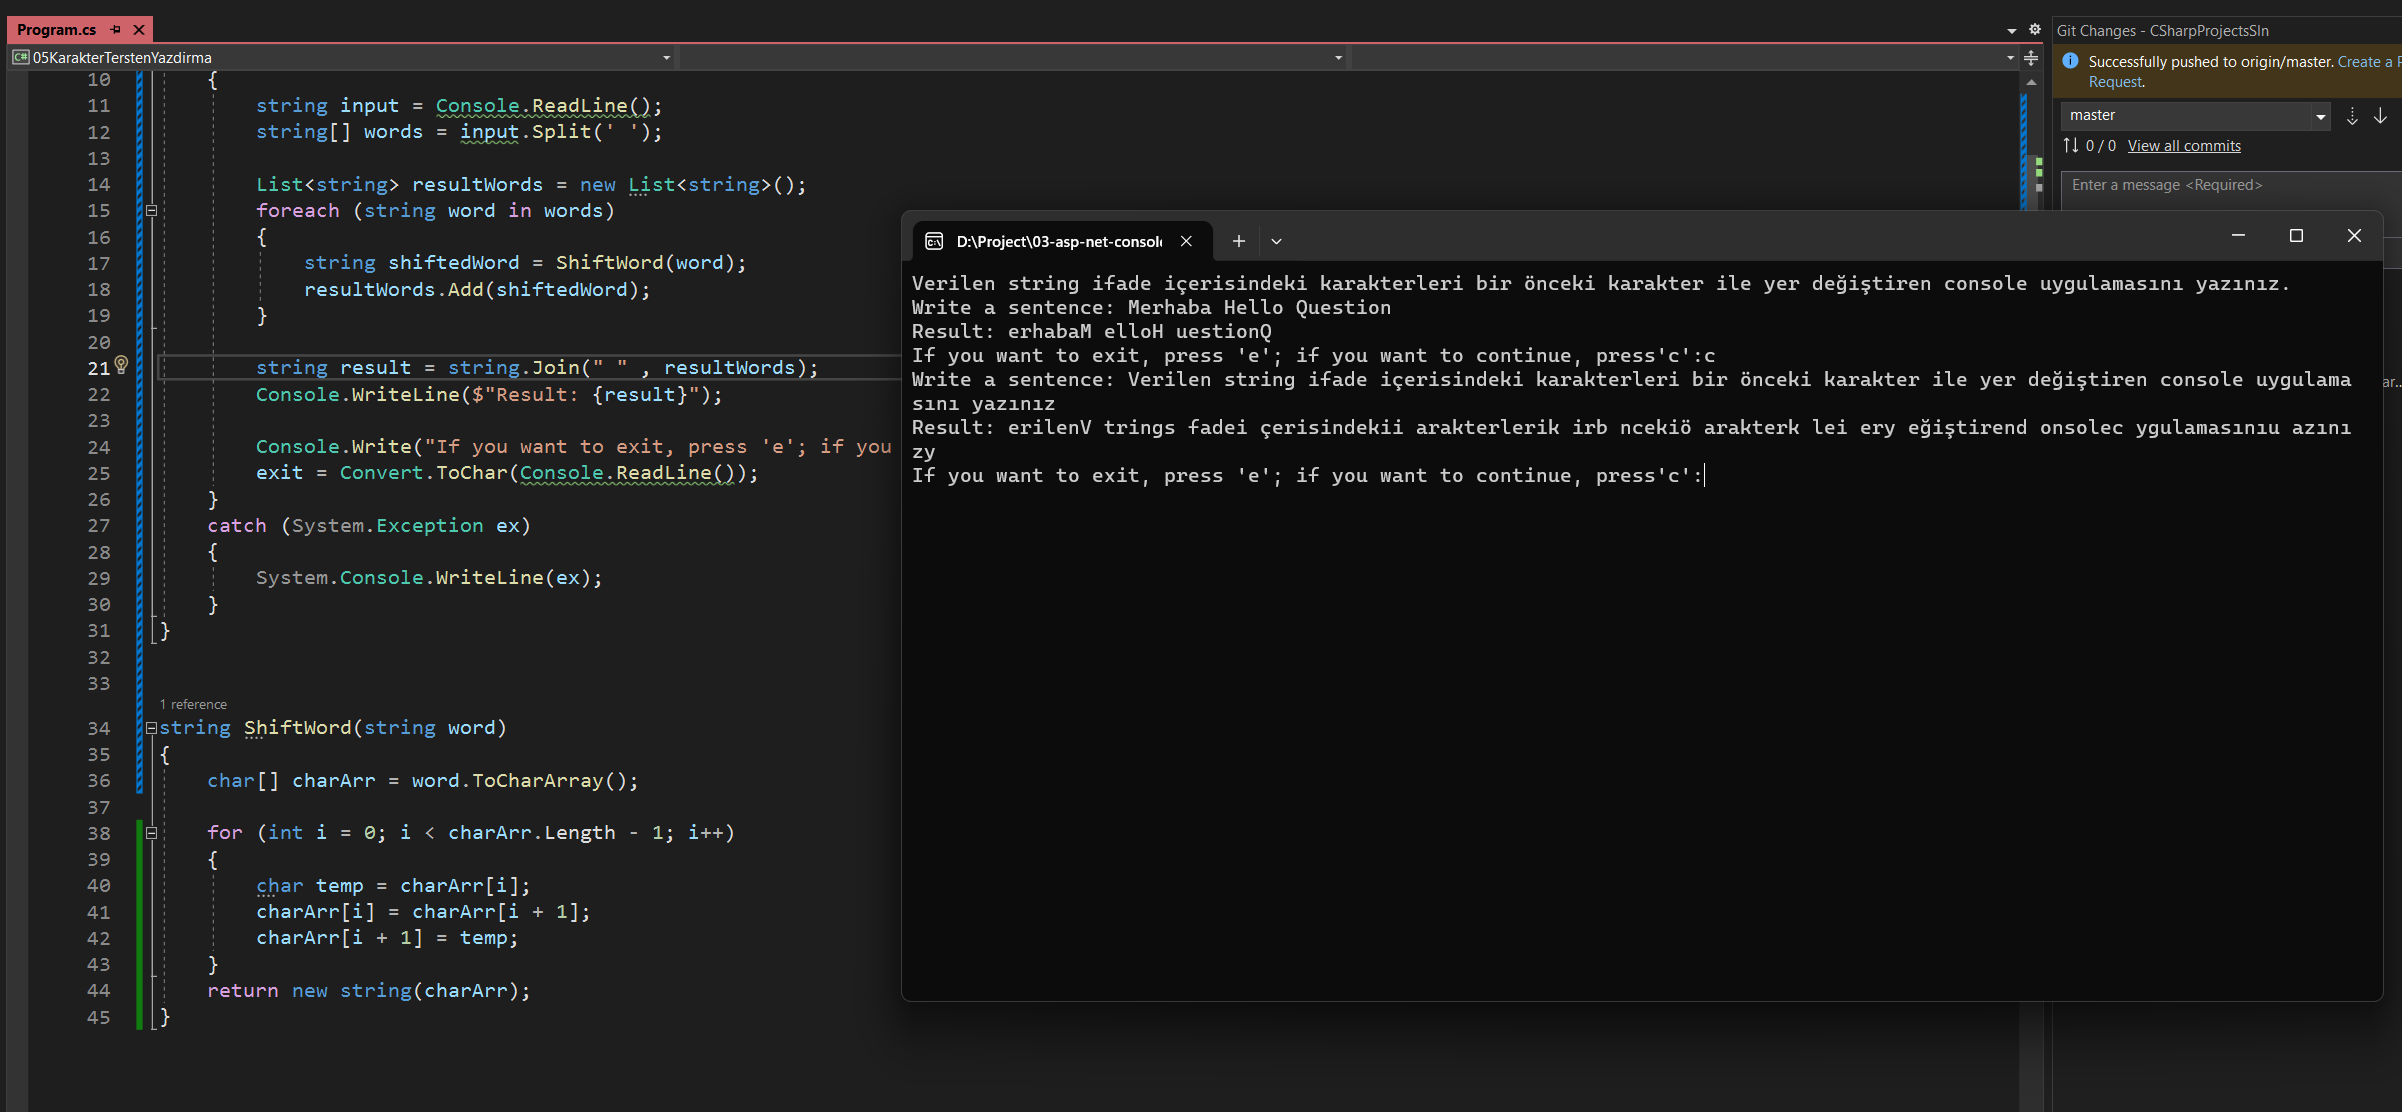 Program.cs
Git Changes - CSharpProjectsSln
C# 05KarakterTerstenYazdirma
Successfully pushed to origin/master. Create a P
Request.
master
0 / 0 View all commits
Enter a message <Required>
10 {
11 string input = Console.ReadLine();
12 string[] words = input.Split(' ');
13
14 List<string> resultWords = new List<string>();
15 foreach (string word in words)
16 {
17 string shiftedWord = ShiftWord(word);
18 resultWords.Add(shiftedWord);
19 }
20
21 string result = string.Join(" " , resultWords);
22 Console.WriteLine($"Result: {result}");
23
24 Console.Write("If you want to exit, press 'e'; if you
25 exit = Convert.ToChar(Console.ReadLine());
26 }
27 catch (System.Exception ex)
28 {
29 System.Console.WriteLine(ex);
30 }
31 }
32
33
1 reference
34 string ShiftWord(string word)
35 {
36 char[] charArr = word.ToCharArray();
37
38 for (int i = 0; i < charArr.Length - 1; i++)
39 {
40 char temp = charArr[i];
41 charArr[i] = charArr[i + 1];
42 charArr[i + 1] = temp;
43 }
44 return new string(charArr);
45 }
D:\Project\03-asp-net-consol
Verilen string ifade içerisindeki karakterleri bir önceki karakter ile yer değiştiren console uygulamasını yazınız.
Write a sentence: Merhaba Hello Question
Result: erhabaM elloH uestionQ
If you want to exit, press 'e'; if you want to continue, press'c':c
Write a sentence: Verilen string ifade içerisindeki karakterleri bir önceki karakter ile yer değiştiren console uygulama
sını yazınız
Result: erilenV trings fadei çerisindekii arakterlerik irb ncekiö arakterk lei ery eğiştirend onsolec ygulamasınıu azını
zy
If you want to exit, press 'e'; if you want to continue, press'c':
ar...